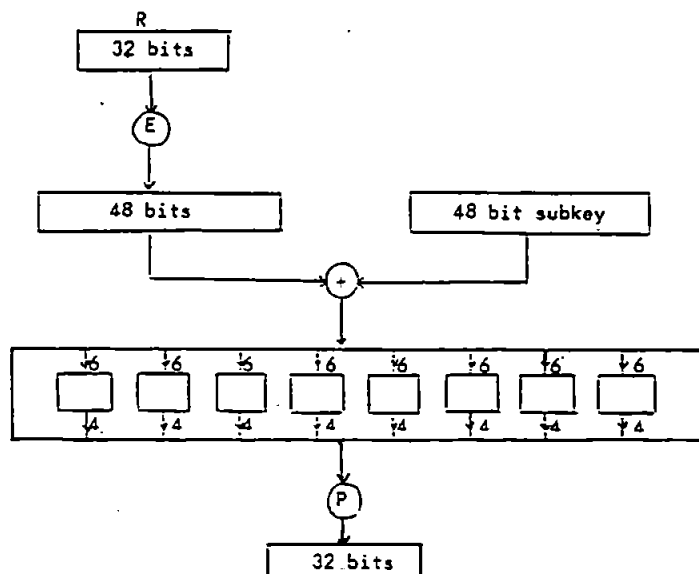 R
32 bits
E
48 bits
48 bit subkey
+
6 6 5 6 6 6 6 6
4 4 4 4 4 4 4 4
P
32 bits